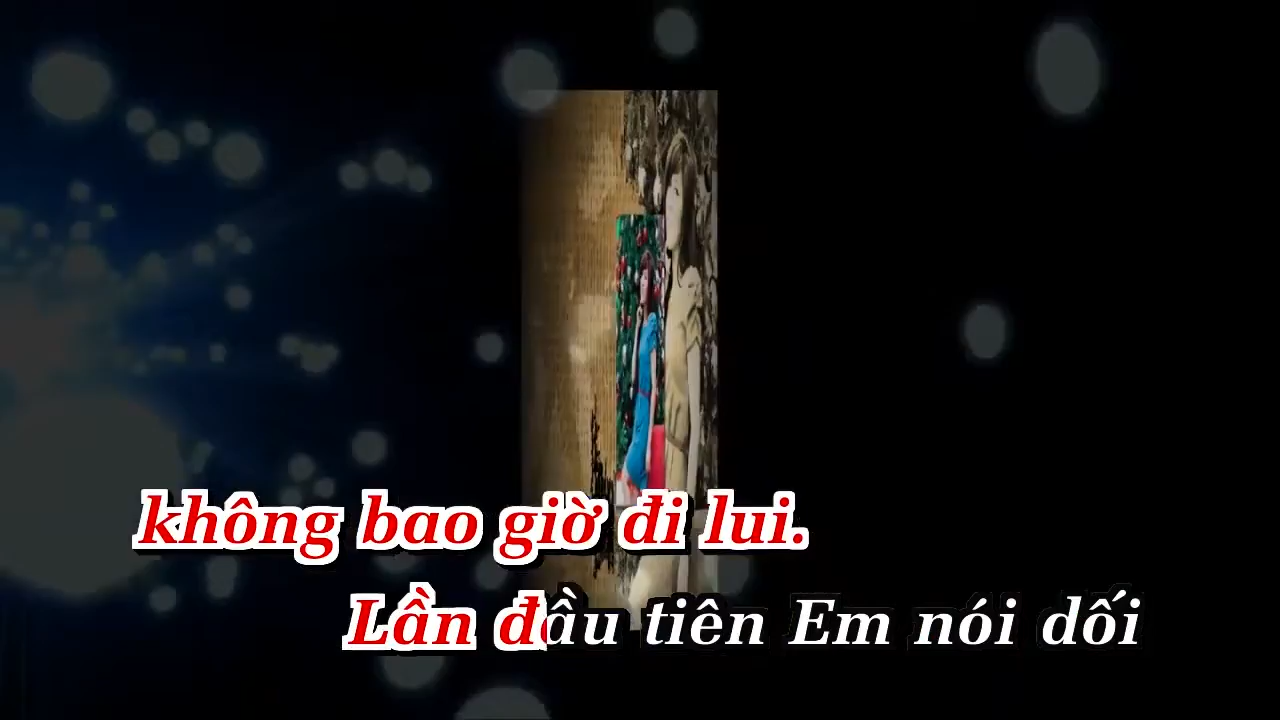 không bao giờ đi lui.
Lần đầu tiên Em nói dối